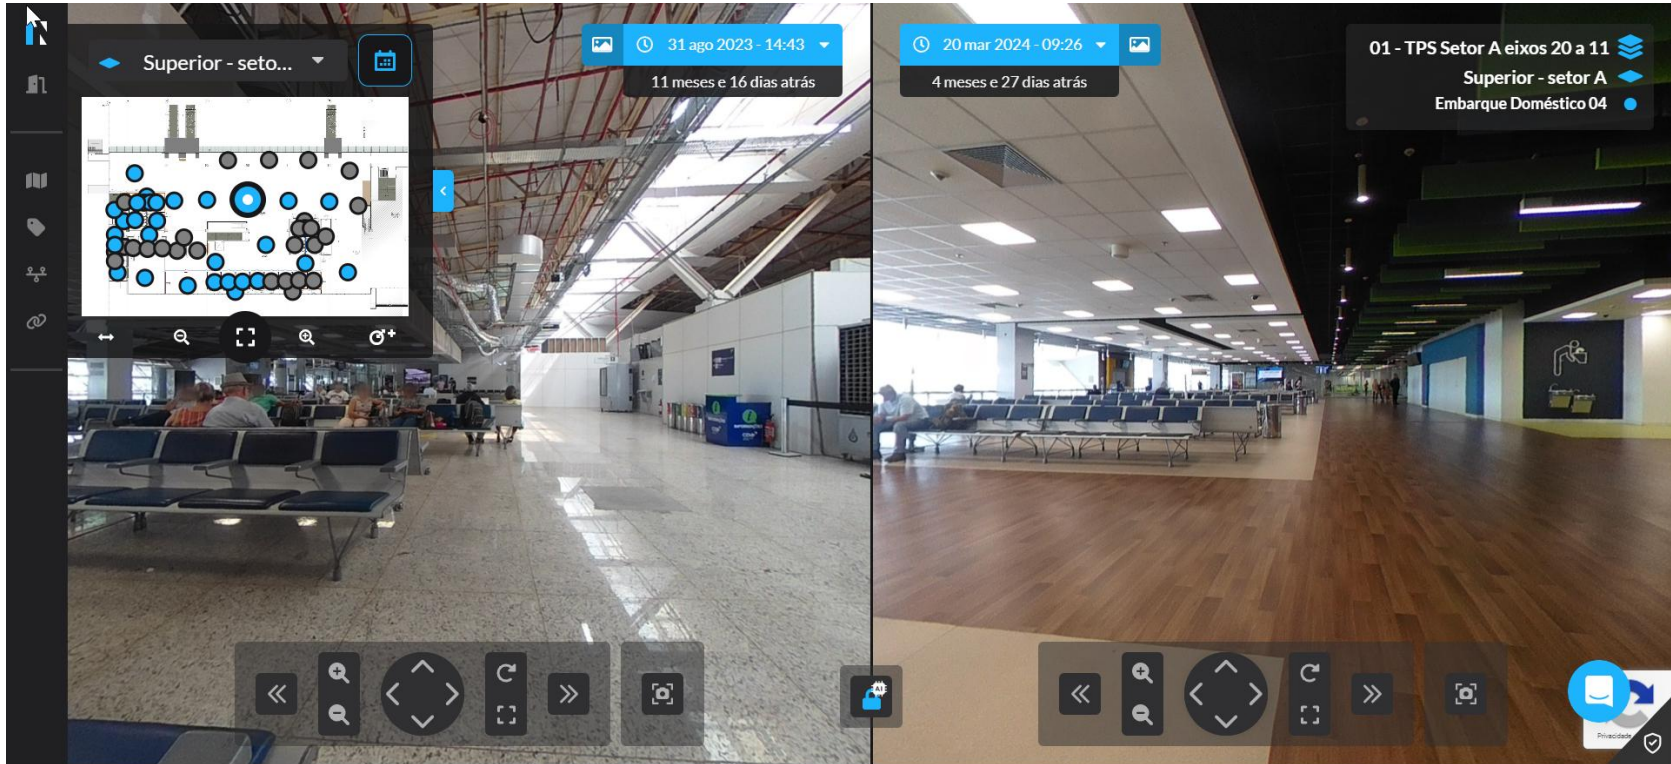 Superior - seto...
31 ago 2023 - 14:43
11 meses e 16 dias atrás
20 mar 2024 - 09:26
4 meses e 27 dias atrás
01 - TPS Setor A eixos 20 a 11
Superior - setor A
Embarque Doméstico 04
AI
Privacidade